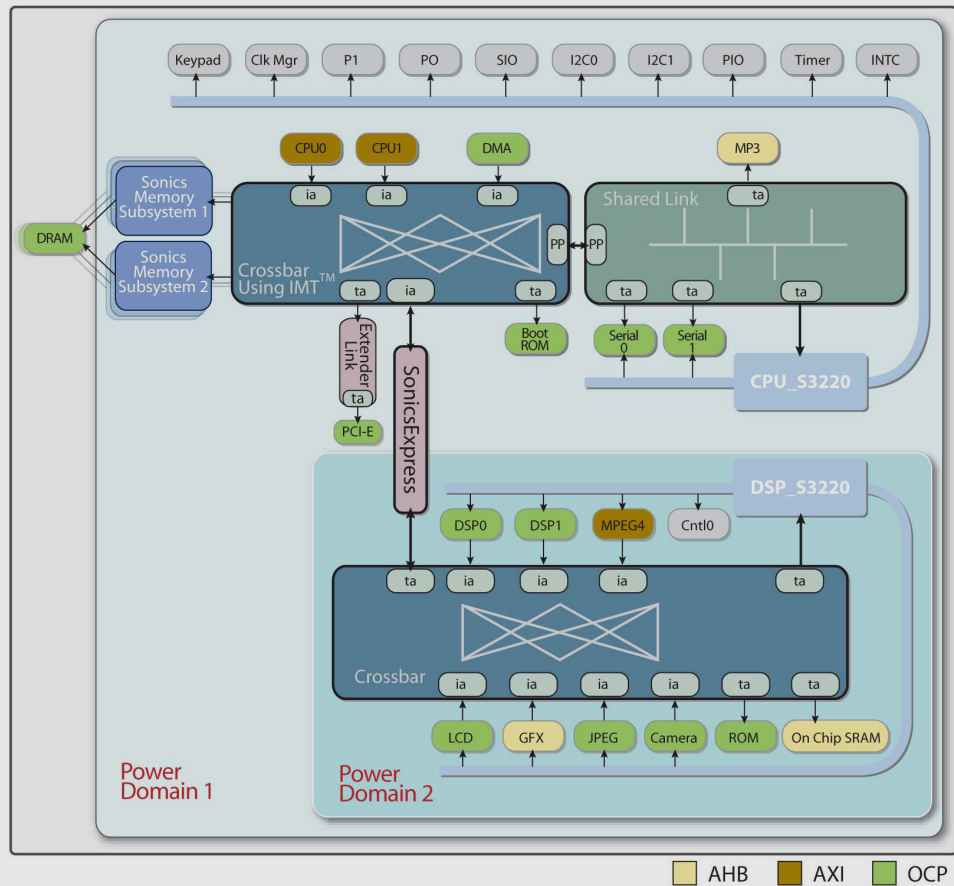 Keypad
Clk Mgr
P1
PO
SIO
I2C0
I2C1
PIO
Timer
INTC
CPU0
CPU1
DMA
MP3
Sonics
Memory
Subsystem 1
ia
ia
ia
ta
Shared Link
DRAM
PP
PP
Sonics
Memory
Subsystem 2
Crossbar
Using IMT™
ta
ia
ta
ta
ta
ta
Extender
Link
ta
Boot
ROM
Serial
0
Serial
1
CPU_S3220
PCI-E
SonicsExpress
DSP_S3220
DSP0
DSP1
MPEG4
Cntl0
ta
ia
ia
ia
ta
Crossbar
ia
ia
ia
ia
ta
ta
LCD
GFX
JPEG
Camera
ROM
On Chip SRAM
Power
Domain 1
Power
Domain 2
AHB
AXI
OCP